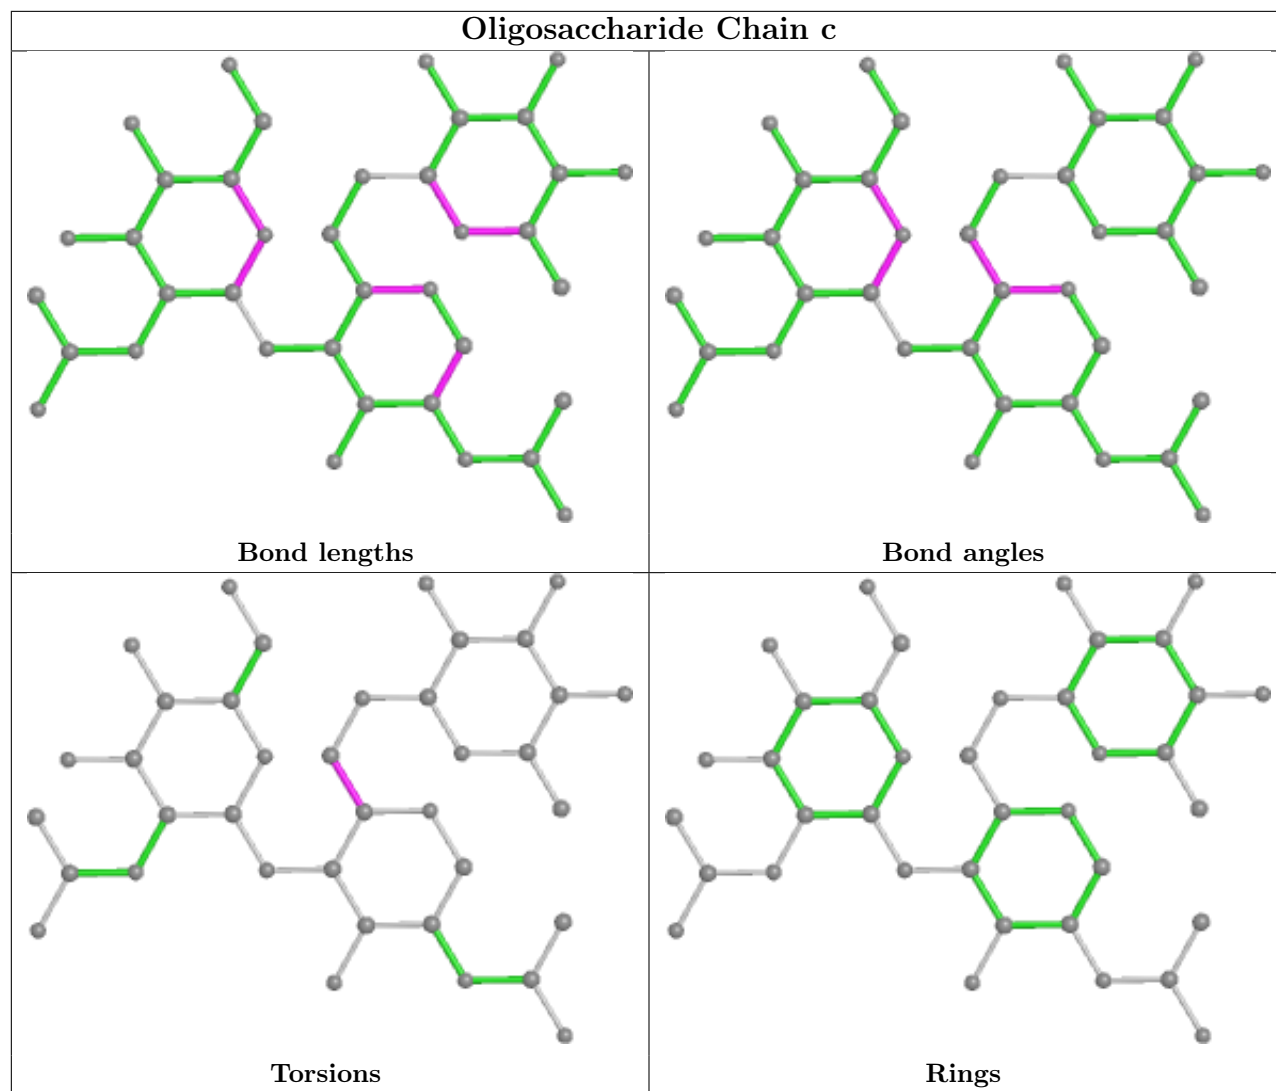 Oligosaccharide Chain c
Bond lengths
Bond angles
Torsions
Rings